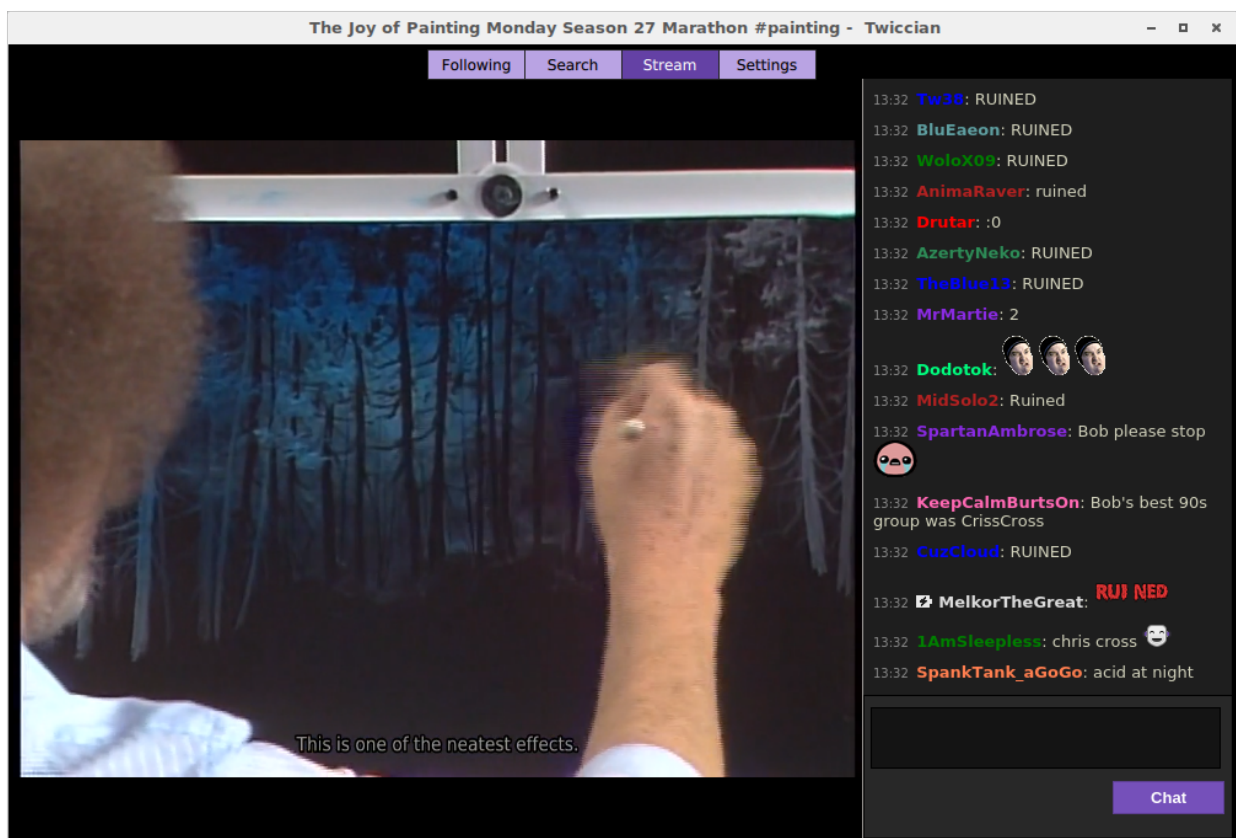 The Joy of Painting Monday Season 27 Marathon #painting - Twiccian
Following Search Stream Settings
13:32 Tw38: RUINED
13:32 BluEaeon: RUINED
13:32 WoloX09: RUINED
13:32 AnimaRaver: ruined
13:32 Drutar: :0
13:32 AzertyNeko: RUINED
13:32 TheBlue13: RUINED
13:32 MrMartie: 2
13:32 Dodotok:
13:32 MidSolo2: Ruined
13:32 SpartanAmbrose: Bob please stop
13:32 KeepCalmBurtsOn: Bob's best 90s
group was CrissCross
13:32 CuzCloud: RUINED
13:32 MelkorTheGreat: RUI NED
13:32 1AmSleepless: chris cross
13:32 SpankTank_aGoGo: acid at night
This is one of the neatest effects.
Chat